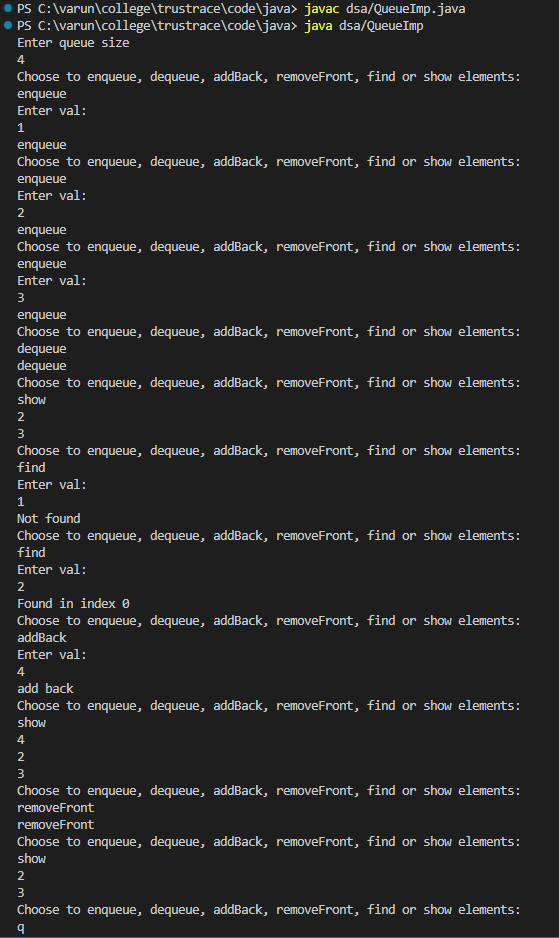 PS C:\varun\college\trustrace\code\java> javac dsa/QueueImp.java
PS C:\varun\college\trustrace\code\java> java dsa/QueueImp
Enter queue size
4
Choose to enqueue, dequeue, addBack, removeFront, find or show elements:
enqueue
Enter val:
1
enqueue
Choose to enqueue, dequeue, addBack, removeFront, find or show elements:
enqueue
Enter val:
2
enqueue
Choose to enqueue, dequeue, addBack, removeFront, find or show elements:
enqueue
Enter val:
3
enqueue
Choose to enqueue, dequeue, addBack, removeFront, find or show elements:
dequeue
dequeue
Choose to enqueue, dequeue, addBack, removeFront, find or show elements:
show
2
3
Choose to enqueue, dequeue, addBack, removeFront, find or show elements:
find
Enter val:
1
Not found
Choose to enqueue, dequeue, addBack, removeFront, find or show elements:
find
Enter val:
2
Found in index 0
Choose to enqueue, dequeue, addBack, removeFront, find or show elements:
addBack
Enter val:
4
add back
Choose to enqueue, dequeue, addBack, removeFront, find or show elements:
show
4
2
3
Choose to enqueue, dequeue, addBack, removeFront, find or show elements:
removeFront
removeFront
Choose to enqueue, dequeue, addBack, removeFront, find or show elements:
show
2
3
Choose to enqueue, dequeue, addBack, removeFront, find or show elements:
q